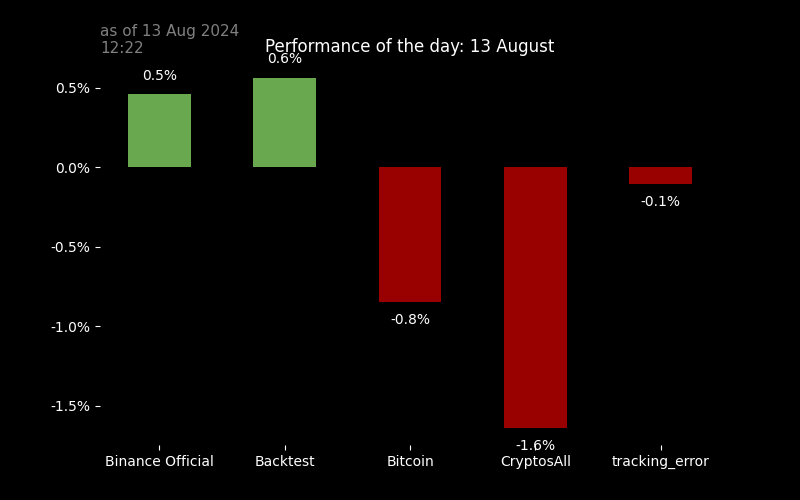 as of 13 Aug 2024
12:22
Performance of the day: 13 August
0.5%
0.6%
0.5%
0.0%
-0.1%
-0.5%
-0.8%
-1.0%
-1.5%
-1.6%
Binance Official
Backtest
Bitcoin
CryptosAll
tracking_error